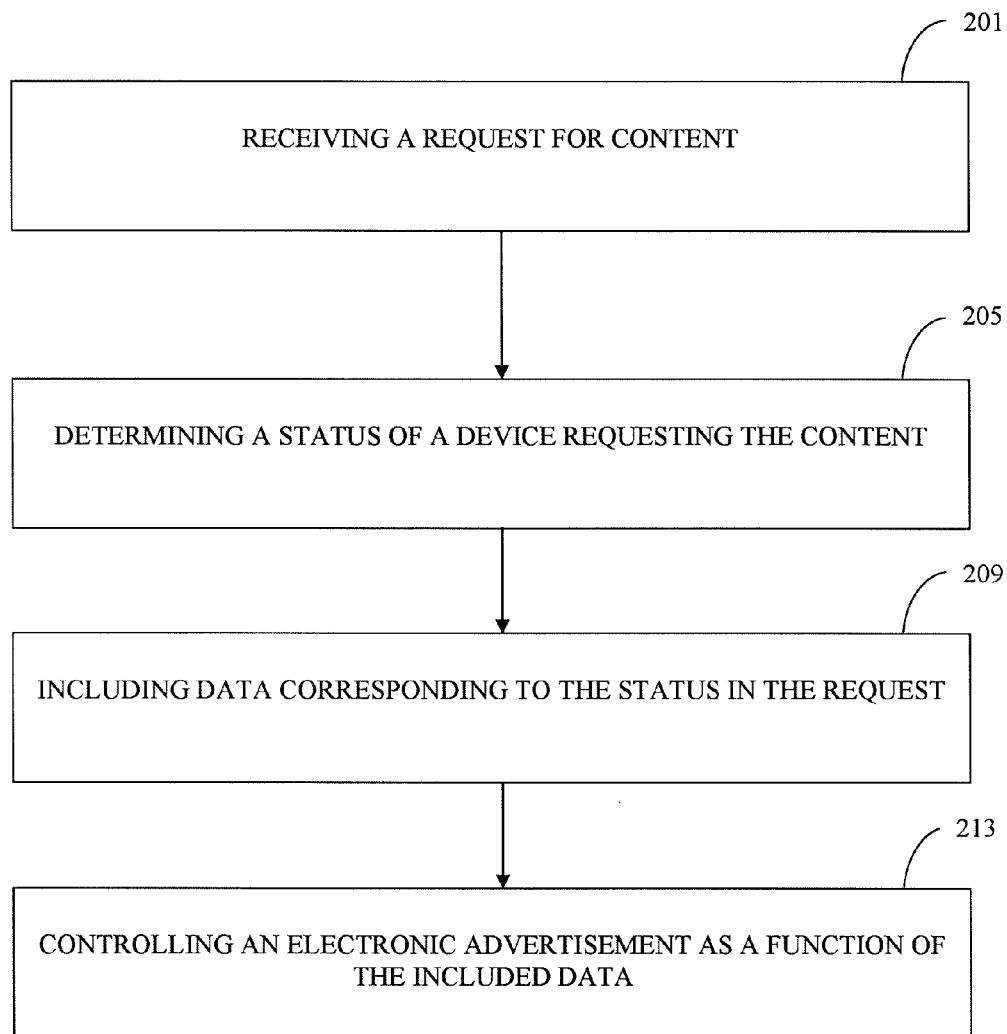 201
RECEIVING A REQUEST FOR CONTENT
205
DETERMINING A STATUS OF A DEVICE REQUESTING THE CONTENT
209
INCLUDING DATA CORRESPONDING TO THE STATUS IN THE REQUEST
213
CONTROLLING AN ELECTRONIC ADVERTISEMENT AS A FUNCTION OF
THE INCLUDED DATA